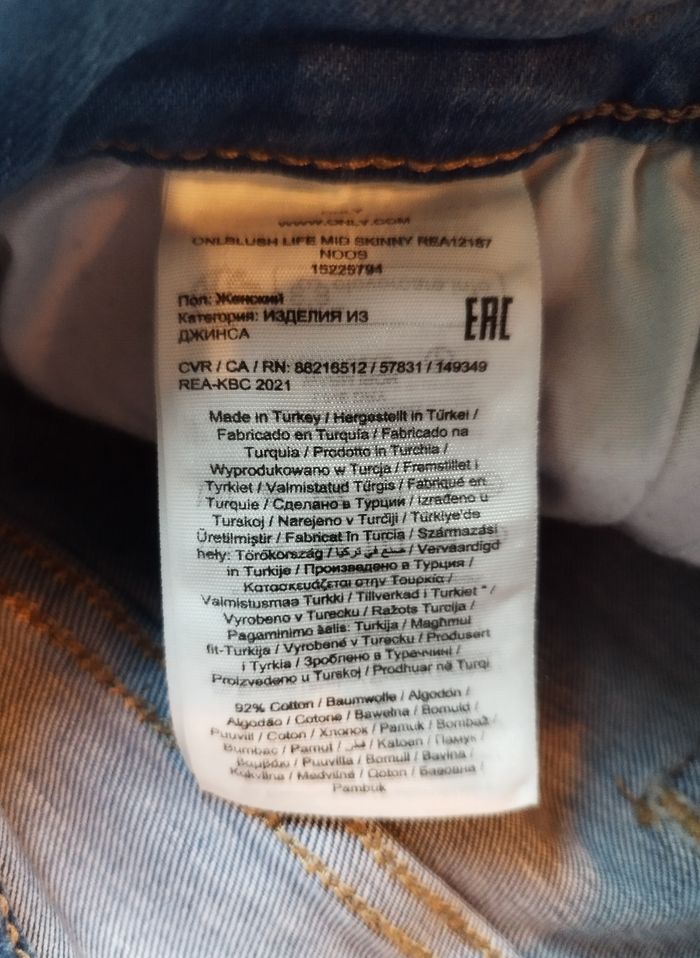 WWW.ONLY.COM
ONLBLUSH LIFE MID SKINNY REA12187
NOOS
15225794
Пол: Женский
Категория: ИЗДЕЛИЯ ИЗ
ДЖИНСА
EAC
CVR / CA / RN: 88216512 / 57831 / 149349
REA-KBC 2021
Made in Turkey / Hergestellt in Türkei /
Fabricado en Turquía / Fabricado na
Turquia / Prodotto in Turchia /
Wyprodukowano w Turcja / Fremstillet i
Tyrkiet / Valmistatud Türgis / Fabriqué en
Turquie / Сделано в Турции / Izrađeno u
Turskoj / Narejeno v Turčiji / Türkiye'de
Üretilmiştir / Fabricat în Turcia / Származási
hely: Törökország / صنع في تركيا / Vervaardigd
in Turkije / Произведено в Турция /
Κατασκευάζεται στην Τουρκία /
Valmistusmaa Turkki / Tillverkad i Turkiet /
Vyrobeno v Turecku / Ražots Turcija /
Pagaminimo šalis: Turkija / Maghmul
fit-Turkija / Vyrobené v Turecku / Produsert
i Tyrkia / Зроблено в Туреччині /
Proizvedeno u Turskoj / Prodhuar në Turqi
92% Cotton / Baumwolle / Algodón /
Algodão / Cotone / Bawełna / Bomuld /
Puuvill / Coton / Хлопок / Pamuk / Bombaž /
Bumbac / Pamut / قطن / Katoen / Памук /
Βαμβάκι / Puuvilla / Bomull / Bavlna /
Kokvilna / Medvilnė / Qoton / Бавовна /
Pambuk